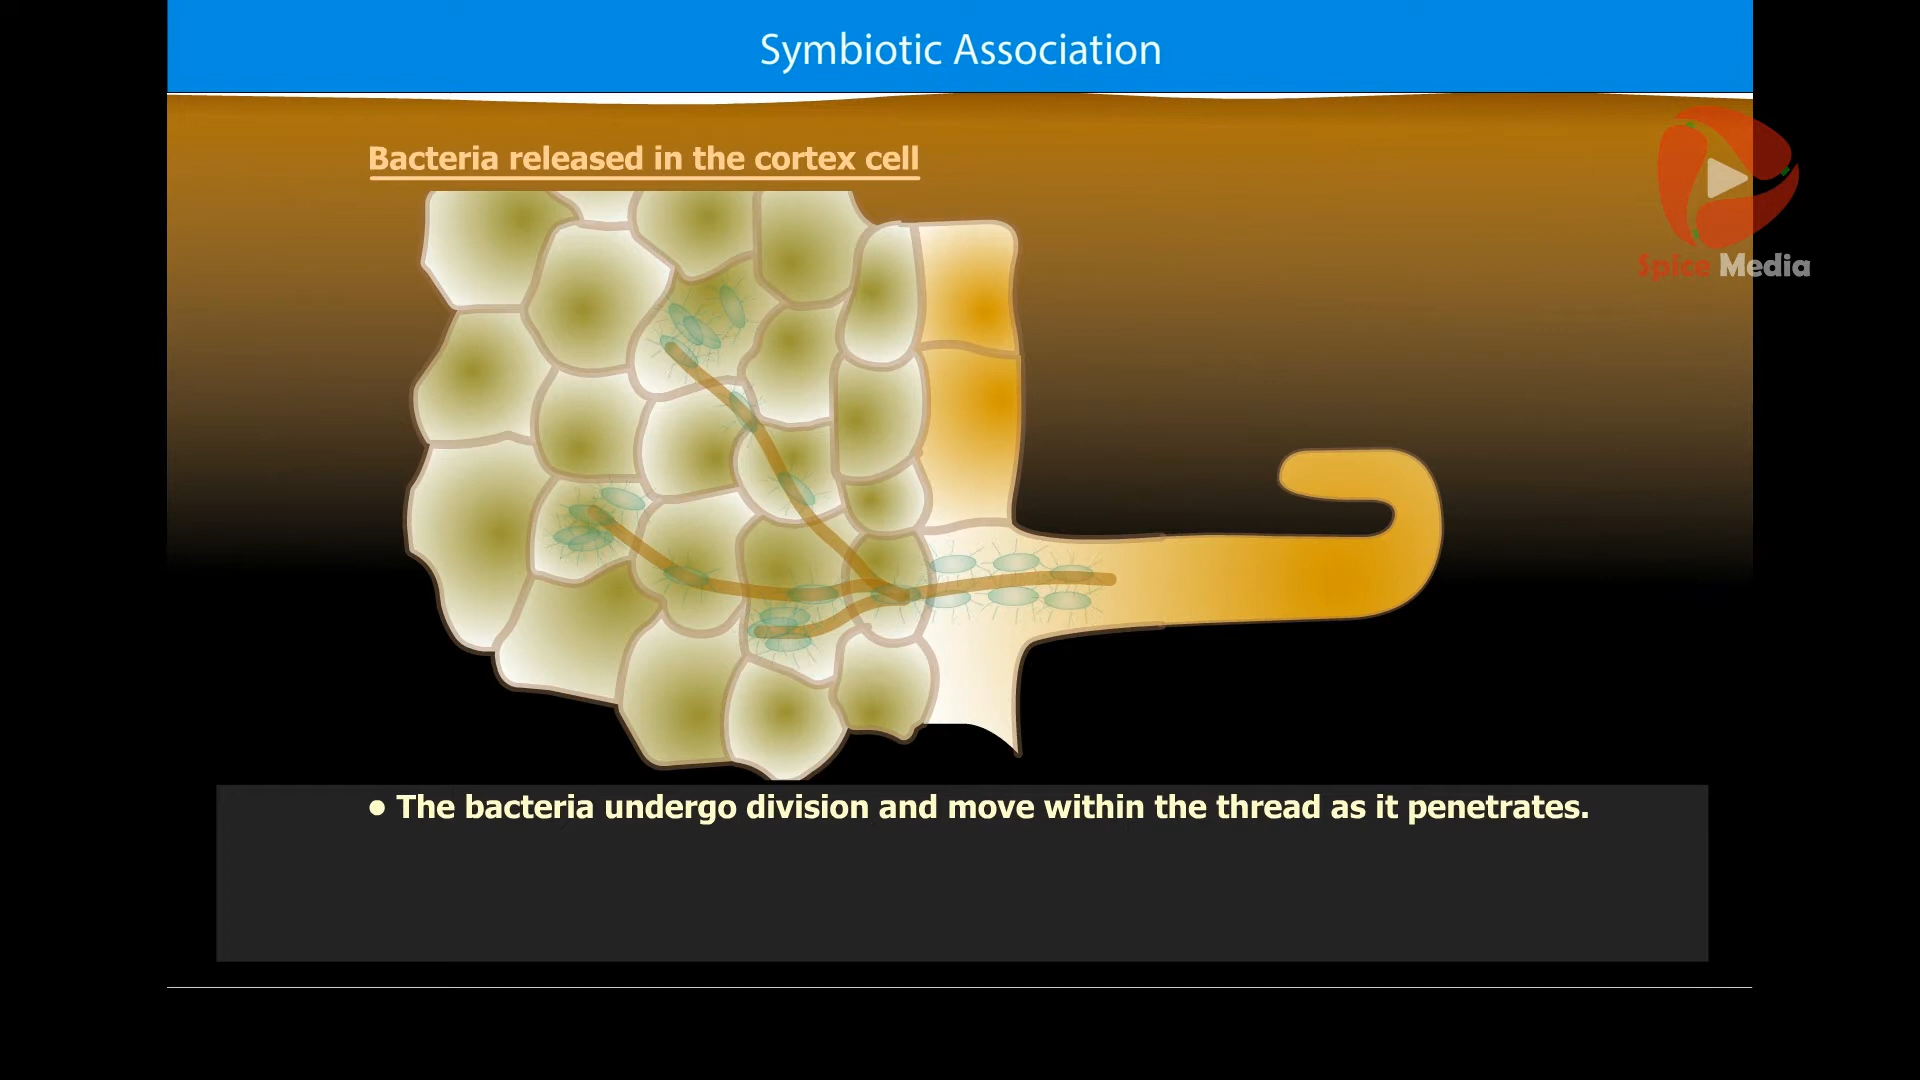 Symbiotic Association
Bacteria released in the cortex cell
Spice Media
● The bacteria undergo division and move within the thread as it penetrates.